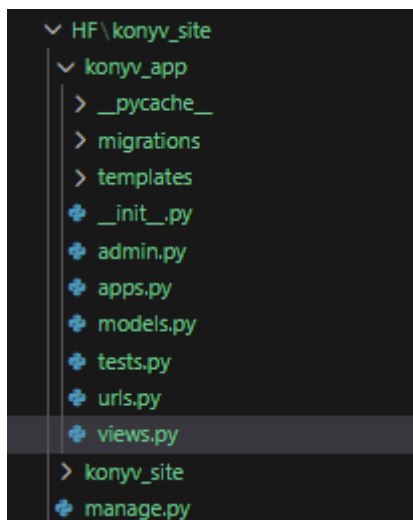 HF\konyv_site
konyv_app
__pycache__
migrations
templates
__init__.py
admin.py
apps.py
models.py
tests.py
urls.py
views.py
konyv_site
manage.py